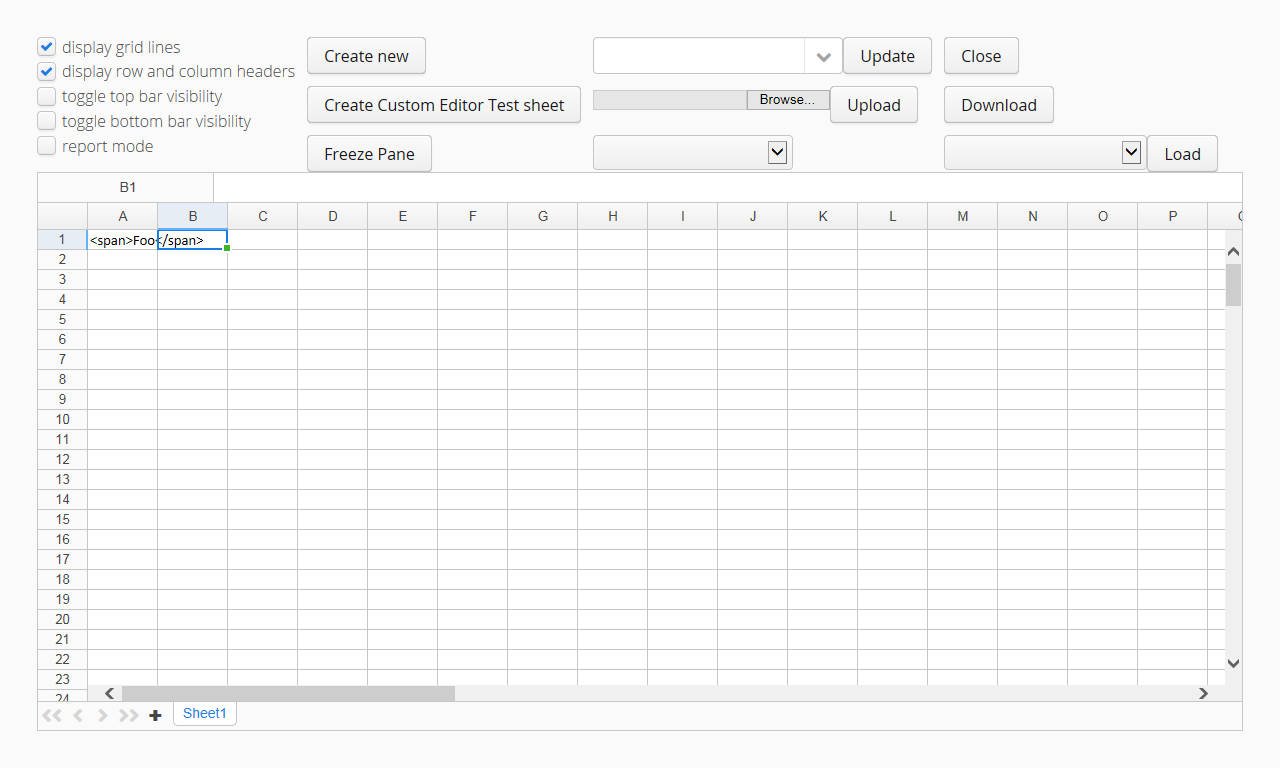 display grid lines
display row and column headers
toggle top bar visibility
toggle bottom bar visibility
report mode
Create new
Update
Close
Create Custom Editor Test sheet
Browse...
Upload
Download
Freeze Pane
Load
B1
A B C D E F G H I J K L M N O P
1 <span>Foo</span>
2
3
4
5
6
7
8
9
10
11
12
13
14
15
16
17
18
19
20
21
22
23
24
Sheet1